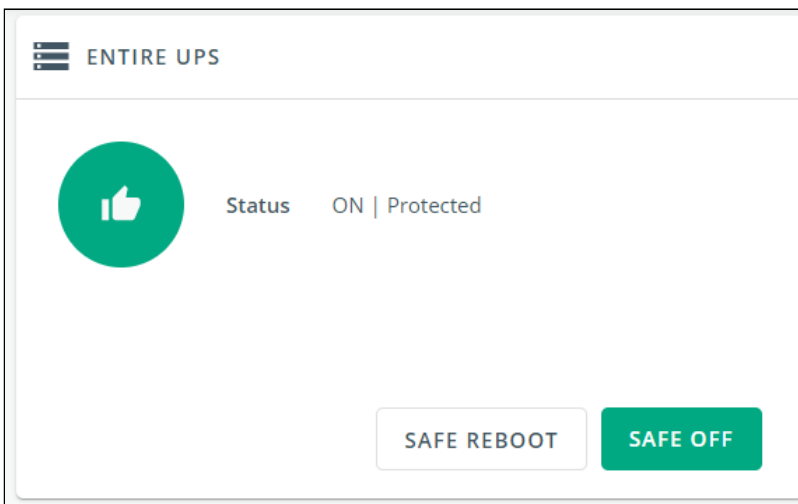 ENTIRE UPS
Status ON | Protected
SAFE REBOOT SAFE OFF